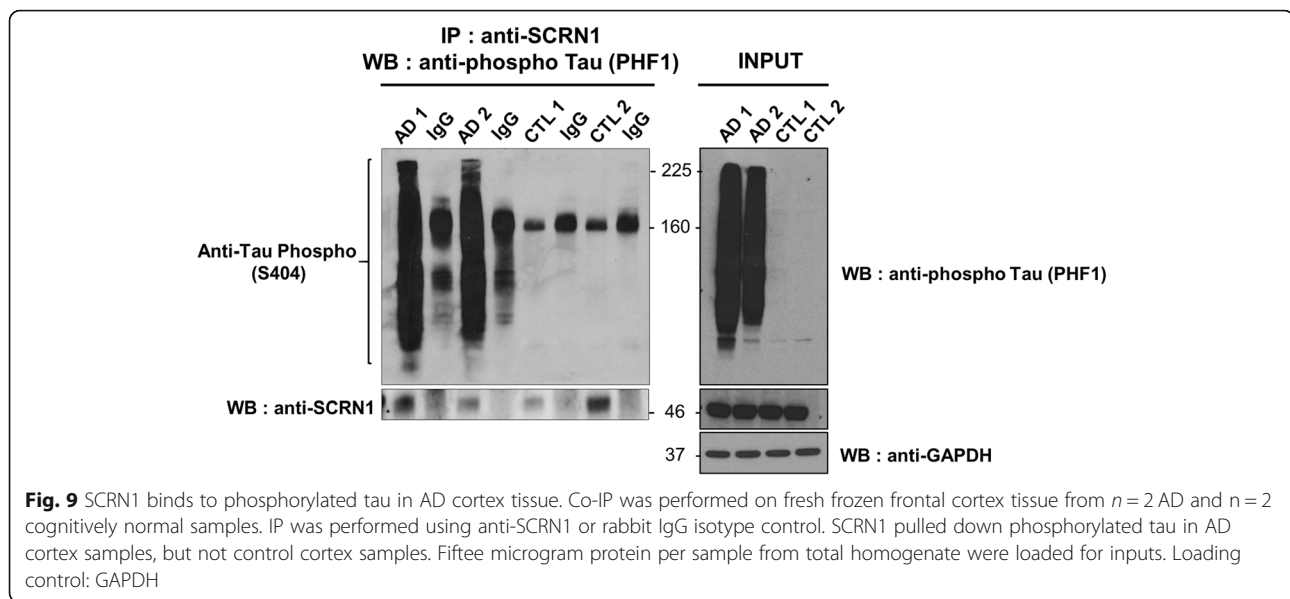 IP : anti-SCRN1
WB : anti-phospho Tau (PHF1)
INPUT
AD 1 IgG AD 2 IgG CTL 1 IgG CTL 2 IgG
AD 1 AD 2 CTL 1 CTL 2
- 225 -
- 160 -
Anti-Tau Phospho
(S404)
WB : anti-phospho Tau (PHF1)
WB : anti-SCRN1
- 46 -
37 -
WB : anti-GAPDH
Fig. 9 SCRN1 binds to phosphorylated tau in AD cortex tissue. Co-IP was performed on fresh frozen frontal cortex tissue from n = 2 AD and n = 2
cognitively normal samples. IP was performed using anti-SCRN1 or rabbit IgG isotype control. SCRN1 pulled down phosphorylated tau in AD
cortex samples, but not control cortex samples. Fiftee microgram protein per sample from total homogenate were loaded for inputs. Loading
control: GAPDH